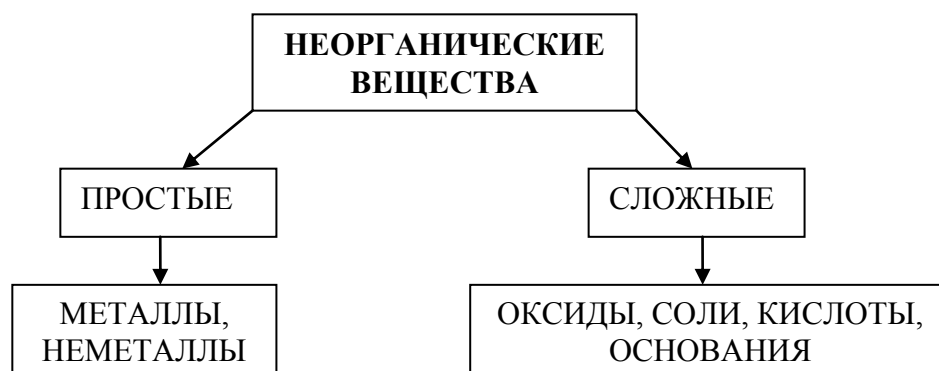 НЕОРГАНИЧЕСКИЕ
ВЕЩЕСТВА
ПРОСТЫЕ
СЛОЖНЫЕ
МЕТАЛЛЫ,
НЕМЕТАЛЛЫ
ОКСИДЫ, СОЛИ, КИСЛОТЫ,
ОСНОВАНИЯ